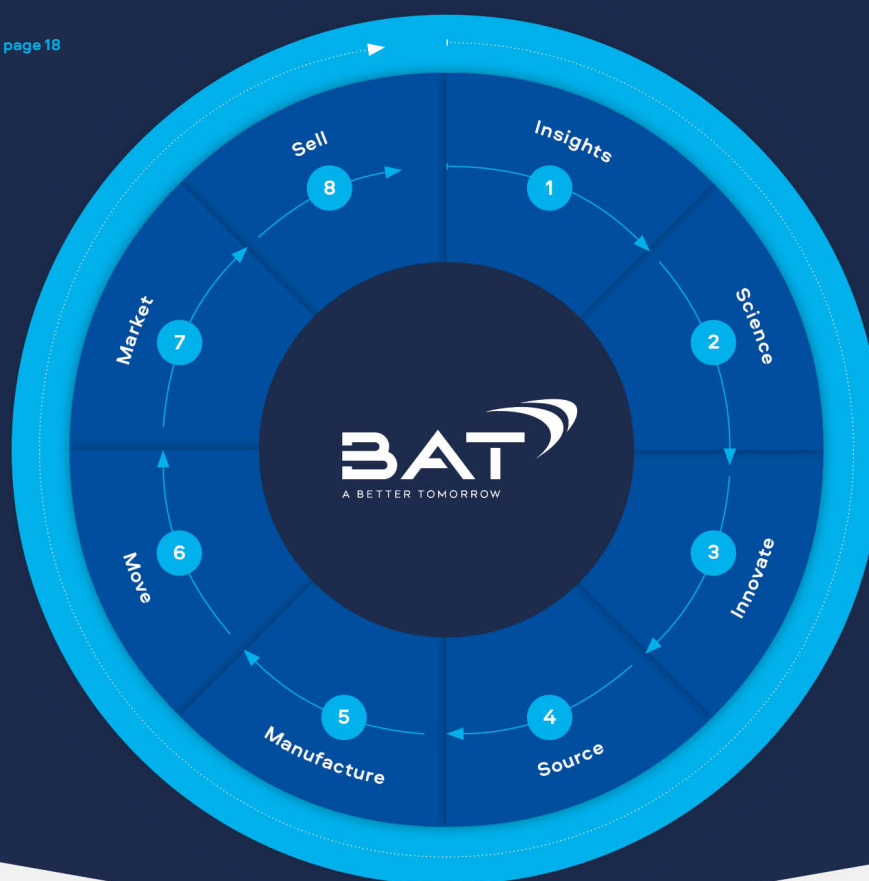 page 18
Insights
1
Science
2
Innovate
3
Source
4
Manufacture
5
Move
6
Market
7
Sell
8
BAT
A BETTER TOMORROW